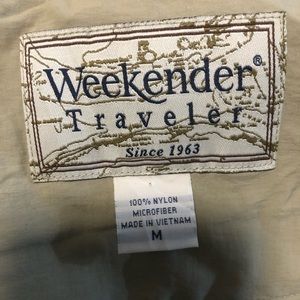 Weekender®
Traveler
Since 1963
100% NYLON
MICROFIBER
MADE IN VIETNAM
M